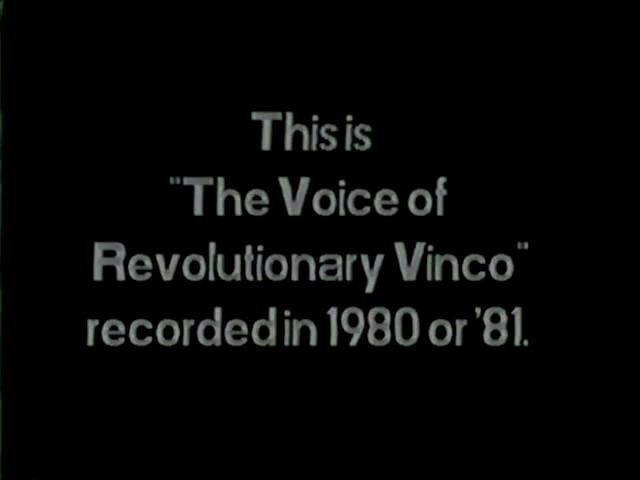 This is
"The Voice of
Revolutionary Vinco"
recorded in 1980 or '81.